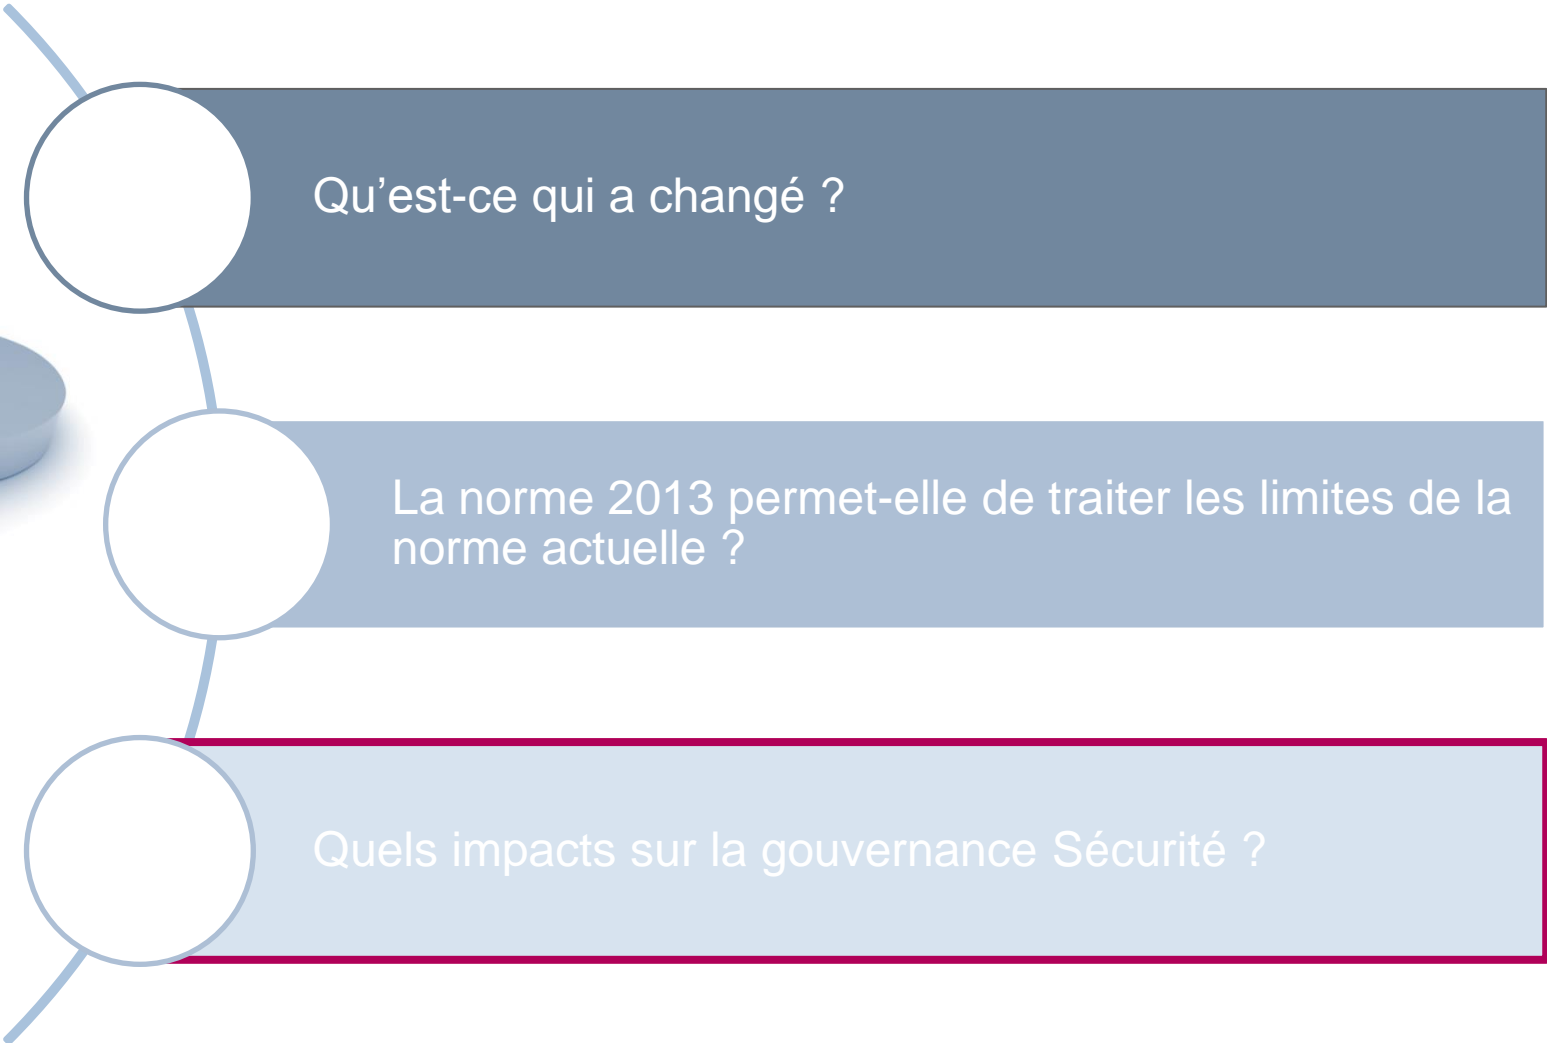 Qu’est-ce qui a changé ?
La norme 2013 permet-elle de traiter les limites de la
norme actuelle ?
Quels impacts sur la gouvernance Sécurité ?